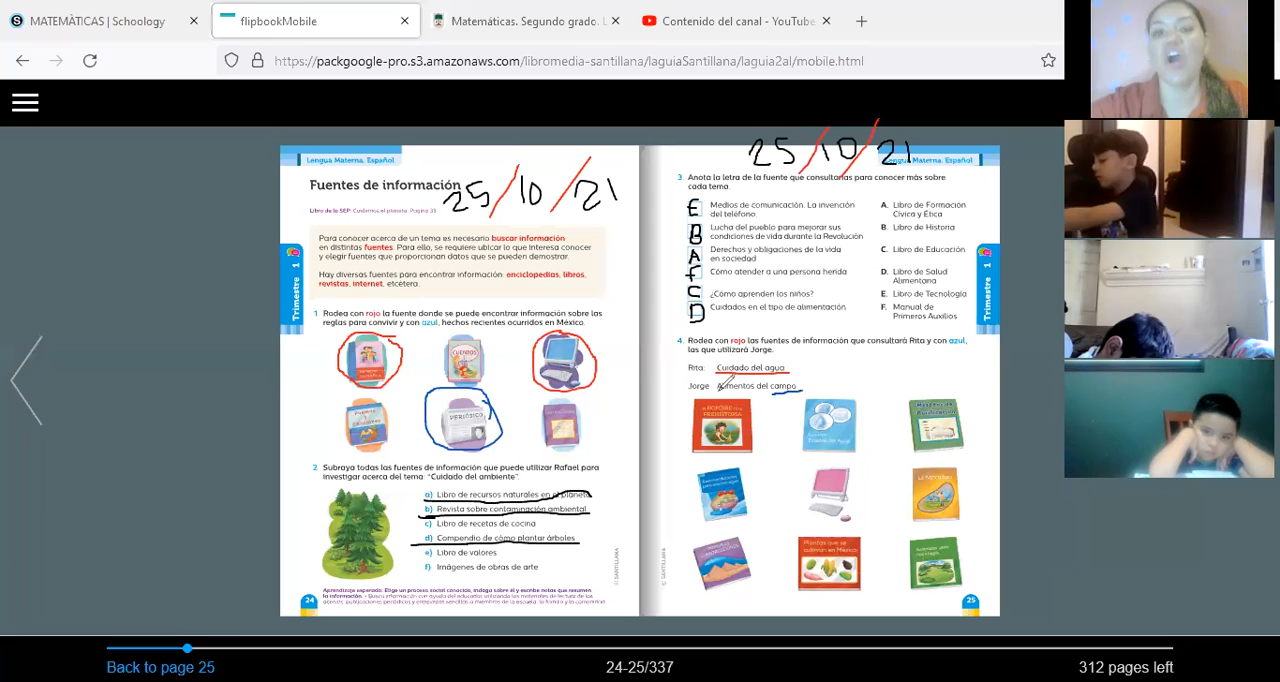 MATEMÀTICAS | Schoology
flipbookMobile
Matemáticas. Segundo grado. L
Contenido del canal - YouTube
https://packgoogle-pro.s3.amazonaws.com/libromedia-santillana/laguiaSantillana/laguia2al/mobile.html
Lengua Materna. Español
Fuentes de información
25/10/21
Libro de la SEP: Cuidemos el planeta. Página 33.
Para conocer acerca de un tema es necesario buscar información
en distintas fuentes. Para ello, se requiere ubicar lo que interesa conocer
y elegir fuentes que proporcionan datos que se pueden demostrar.
Hay diversas fuentes para encontrar información: enciclopedias, libros,
revistas, internet, etcétera.
Trimestre 1
1 Rodea con rojo la fuente donde se puede encontrar información sobre las
reglas para convivir y con azul, hechos recientes ocurridos en México.
CUENTOS
PERIÓDICO
2 Subraya todas las fuentes de información que puede utilizar Rafael para
investigar acerca del tema "Cuidado del ambiente".
a) Libro de recursos naturales en el planeta
b) Revista sobre contaminación ambiental
c) Libro de recetas de cocina
d) Compendio de cómo plantar árboles
e) Libro de valores
f) Imágenes de obras de arte
24
© SANTILLANA
25/10/21
Lengua Materna. Español
3. Anota la letra de la fuente que consultarías para conocer más sobre
cada tema.
E Medios de comunicación. La invención
del teléfono.
B Lucha del pueblo para mejorar sus
condiciones de vida durante la Revolución
A Derechos y obligaciones de la vida
en sociedad
F Cómo atender a una persona herida
C ¿Cómo aprenden los niños?
D Cuidados en el tipo de alimentación.
A. Libro de Formación
Cívica y Ética
B. Libro de Historia
C. Libro de Educación
D. Libro de Salud
Alimentaria
E. Libro de Tecnología
F. Manual de
Primeros Auxilios
Trimestre 1
4. Rodea con rojo las fuentes de información que consultará Rita y con azul,
las que utilizará Jorge.
Rita: Cuidado del agua
Jorge Alimentos del campo
Plantas que se
cultivan en México
© SANTILLANA
25
Back to page 25
24-25/337
312 pages left